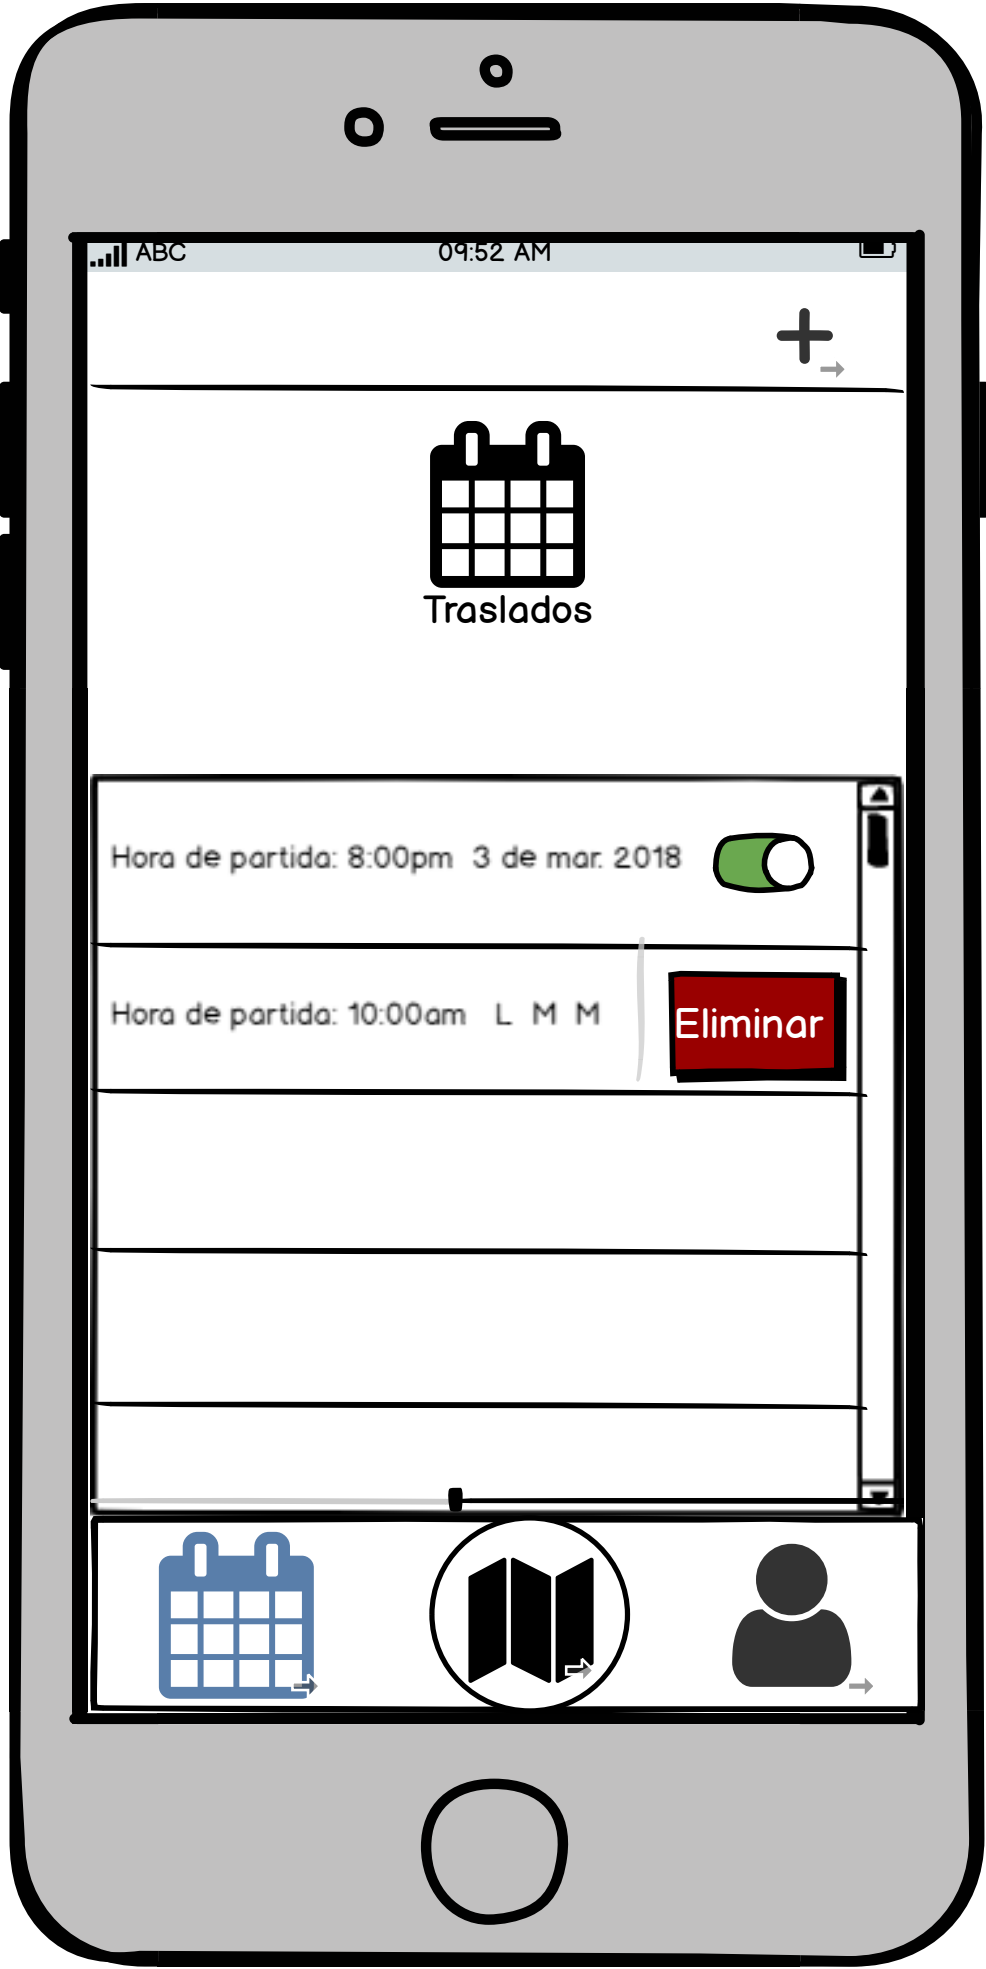 ABC 09:52 AM
Traslados
Hora de partida: 8:00pm 3 de mar. 2018
Hora de partida: 10:00am L M M
Eliminar